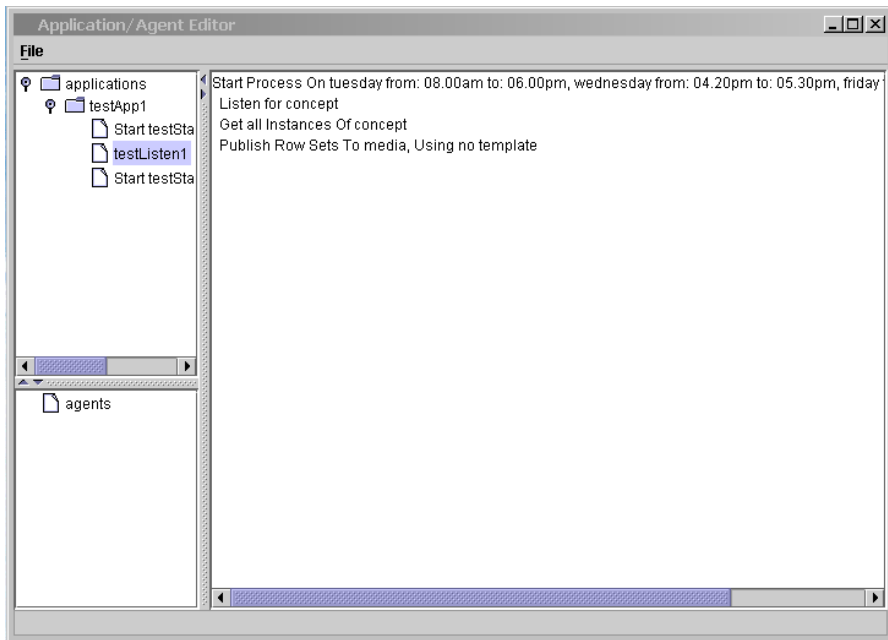 Application/Agent Editor
File
applications
testApp1
Start testSta
testListen1
Start testSta
agents
Start Process On tuesday from: 08.00am to: 06.00pm, wednesday from: 04.20pm to: 05.30pm, friday
Listen for concept
Get all Instances Of concept
Publish Row Sets To media, Using no template